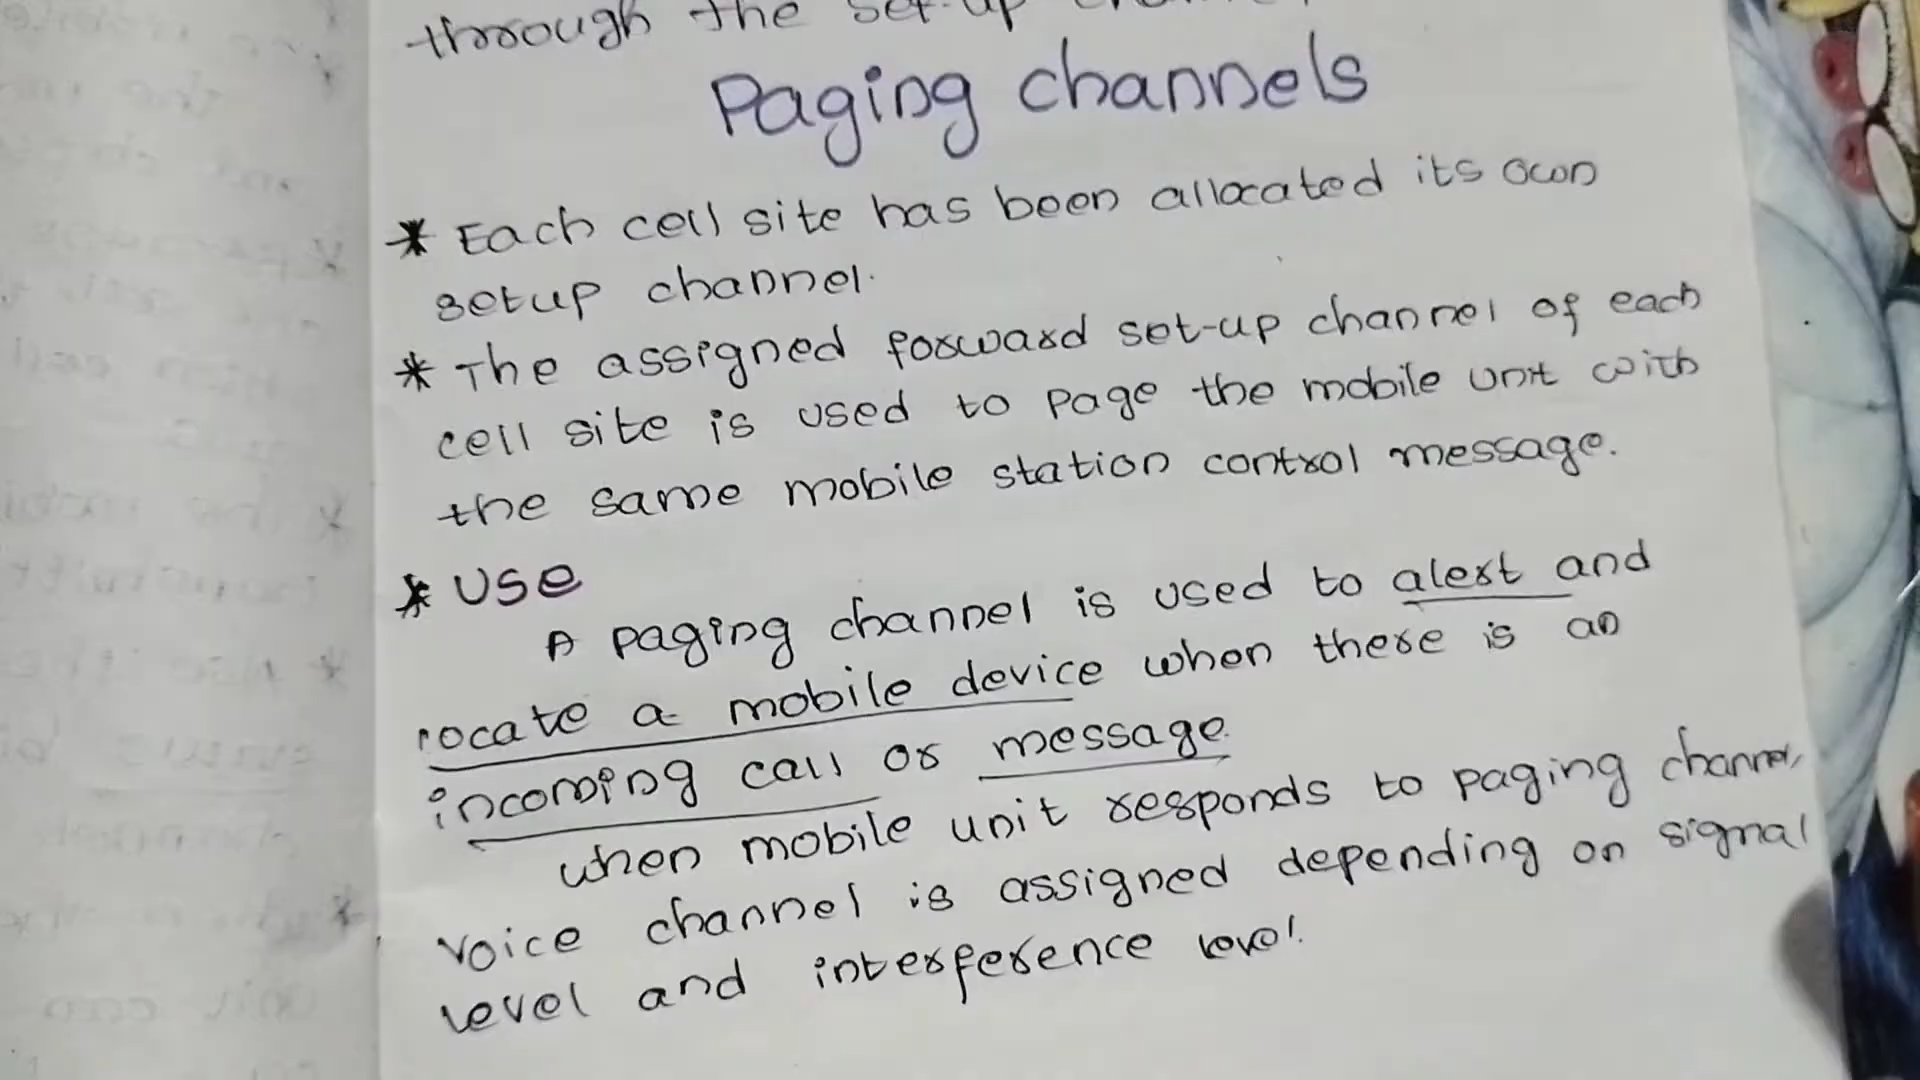 through the set-up
Paging channels
* Each cell site has been allocated its own
setup channel.
* The assigned forward set-up channel of each
cell site is used to page the mobile unit with
the same mobile station control message.
* Use
A paging channel is used to alert and
locate a mobile device when there is an
incoming call or message.
when mobile unit responds to paging channel,
voice channel is assigned depending on signal
level and interference level.